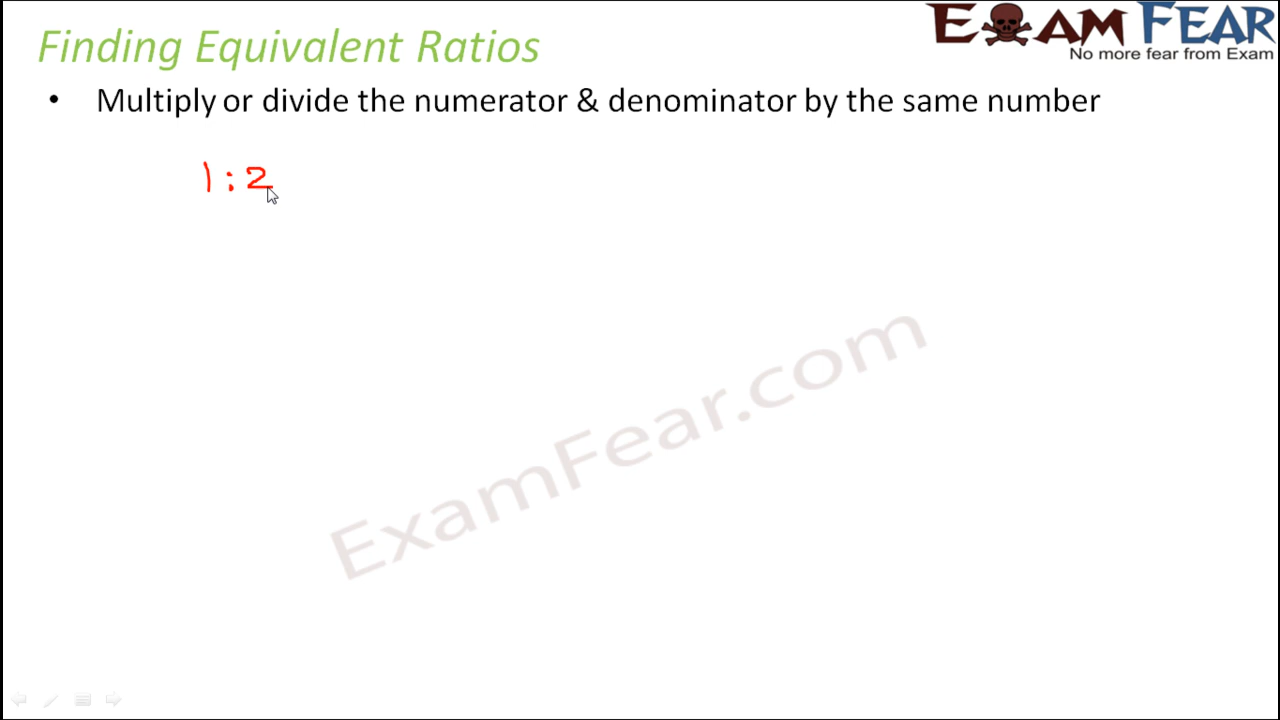 Finding Equivalent Ratios
EXAM FEAR
No more fear from Exam
• Multiply or divide the numerator & denominator by the same number
1 : 2
ExamFear.com